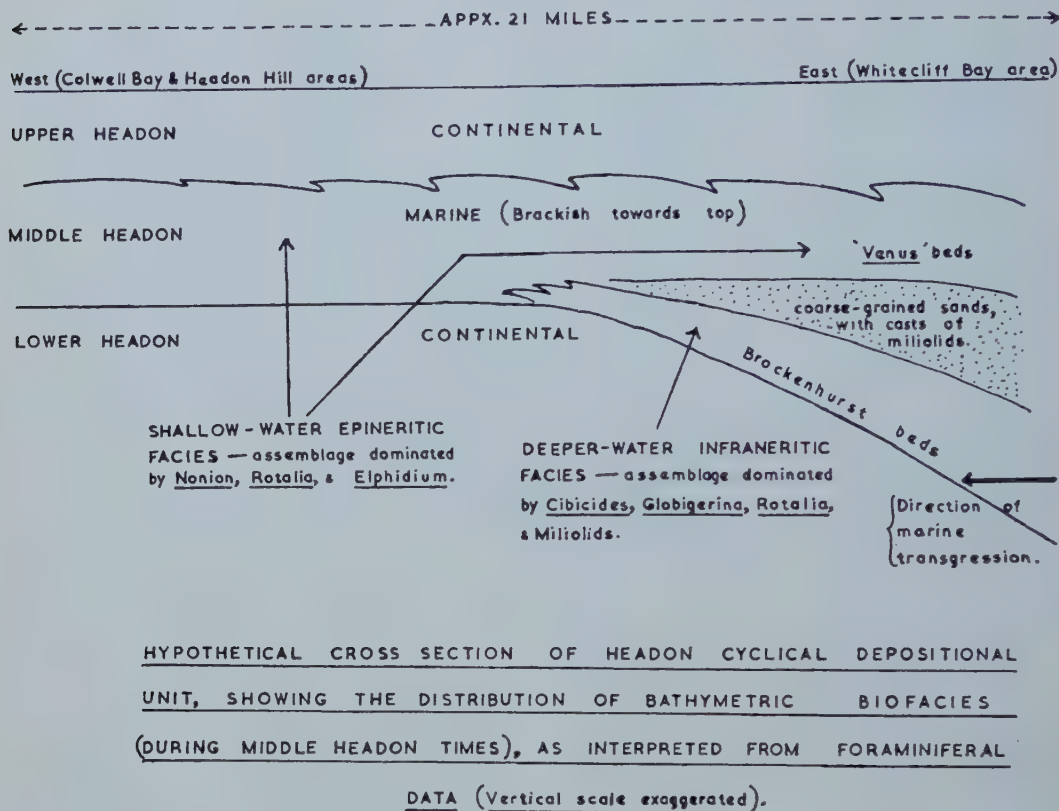 APPX. 21 MILES
West (Colwell Bay & Headon Hill areas)
East (Whitecliff Bay area)
UPPER HEADON
CONTINENTAL
MARINE (Brackish towards top)
MIDDLE HEADON
'Venus' beds
coarse-grained sands,
with casts of
miliolids.
LOWER HEADON
CONTINENTAL
Brockenhurst beds
SHALLOW-WATER EPINERITIC
FACIES — assemblage dominated
by Nonion, Rotalia, & Elphidium.
DEEPER-WATER INFRANERITIC
FACIES — assemblage dominated
by Cibicides, Globigerina, Rotalia,
& Miliolids.
Direction of
marine
transgression.
HYPOTHETICAL CROSS SECTION OF HEADON CYCLICAL DEPOSITIONAL
UNIT, SHOWING THE DISTRIBUTION OF BATHYMETRIC BIOFACIES
(DURING MIDDLE HEADON TIMES), AS INTERPRETED FROM FORAMINIFERAL
DATA (Vertical scale exaggerated).